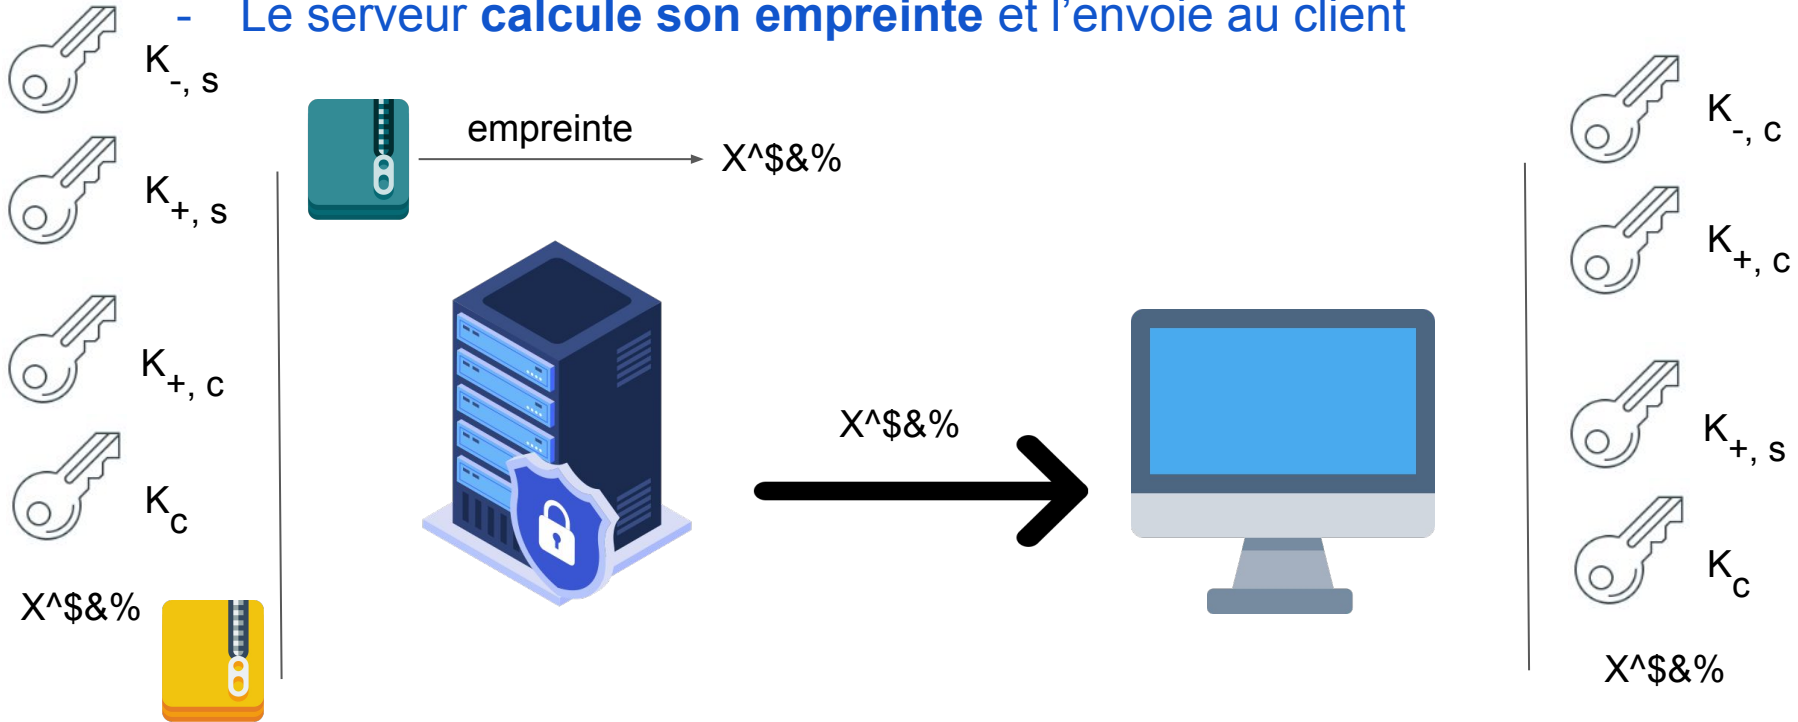 - Le serveur calcule son empreinte et l’envoie au client
K-, s
K+, s
K+, c
Kc
X^$&%
empreinte
X^$&%
X^$&%
K-, c
K+, c
K+, s
Kc
X^$&%